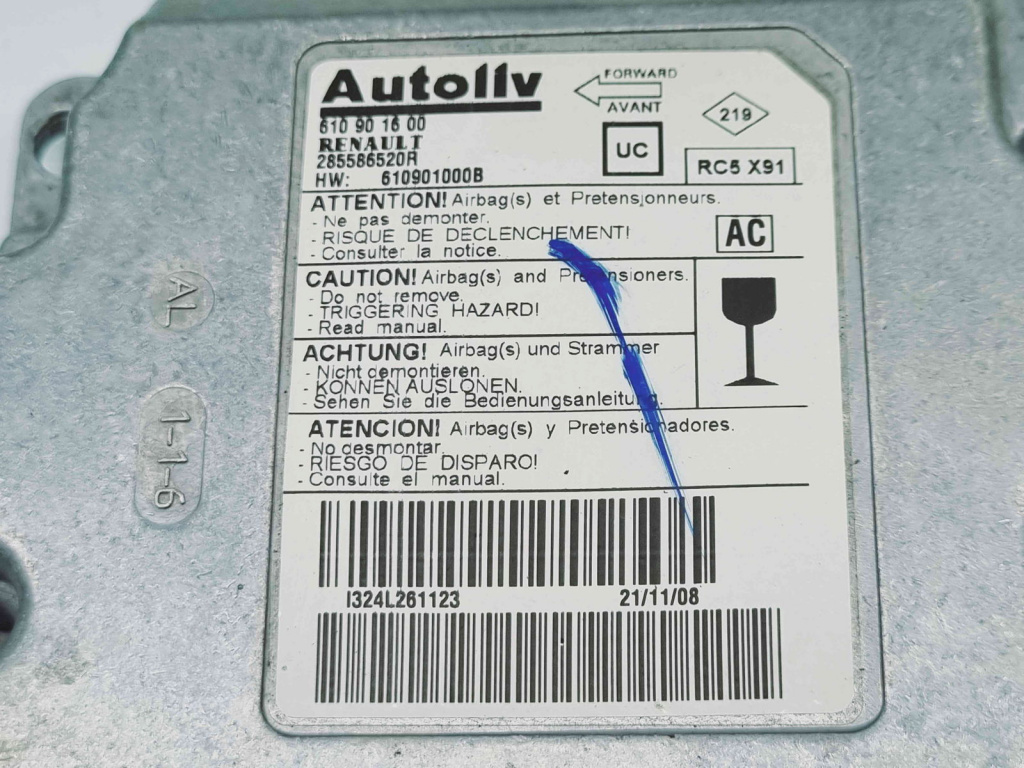 Autoliv
FORWARD
AVANT
219
610 90 16 00
RENAULT
285586520R
HW: 610901000B
UC
RC5 X91
ATTENTION! Airbag(s) et Pretensionneurs.
- Ne pas demonter.
- RISQUE DE DECLENCHEMENT!
- Consulter la notice.
AC
CAUTION! Airbag(s) and Pretensioners.
- Do not remove.
- TRIGGERING HAZARD!
- Read manual.
ACHTUNG! Airbag(s) und Strammer
- Nicht demontieren.
- KONNEN AUSLONEN.
- Sehen Sie die Bedienungsanleitung.
ATENCION! Airbag(s) y Pretensionadores.
- No desmontar.
- RIESGO DE DISPARO!
- Consulte el manual.
I324L261123 21/11/08
AL
1-1-6